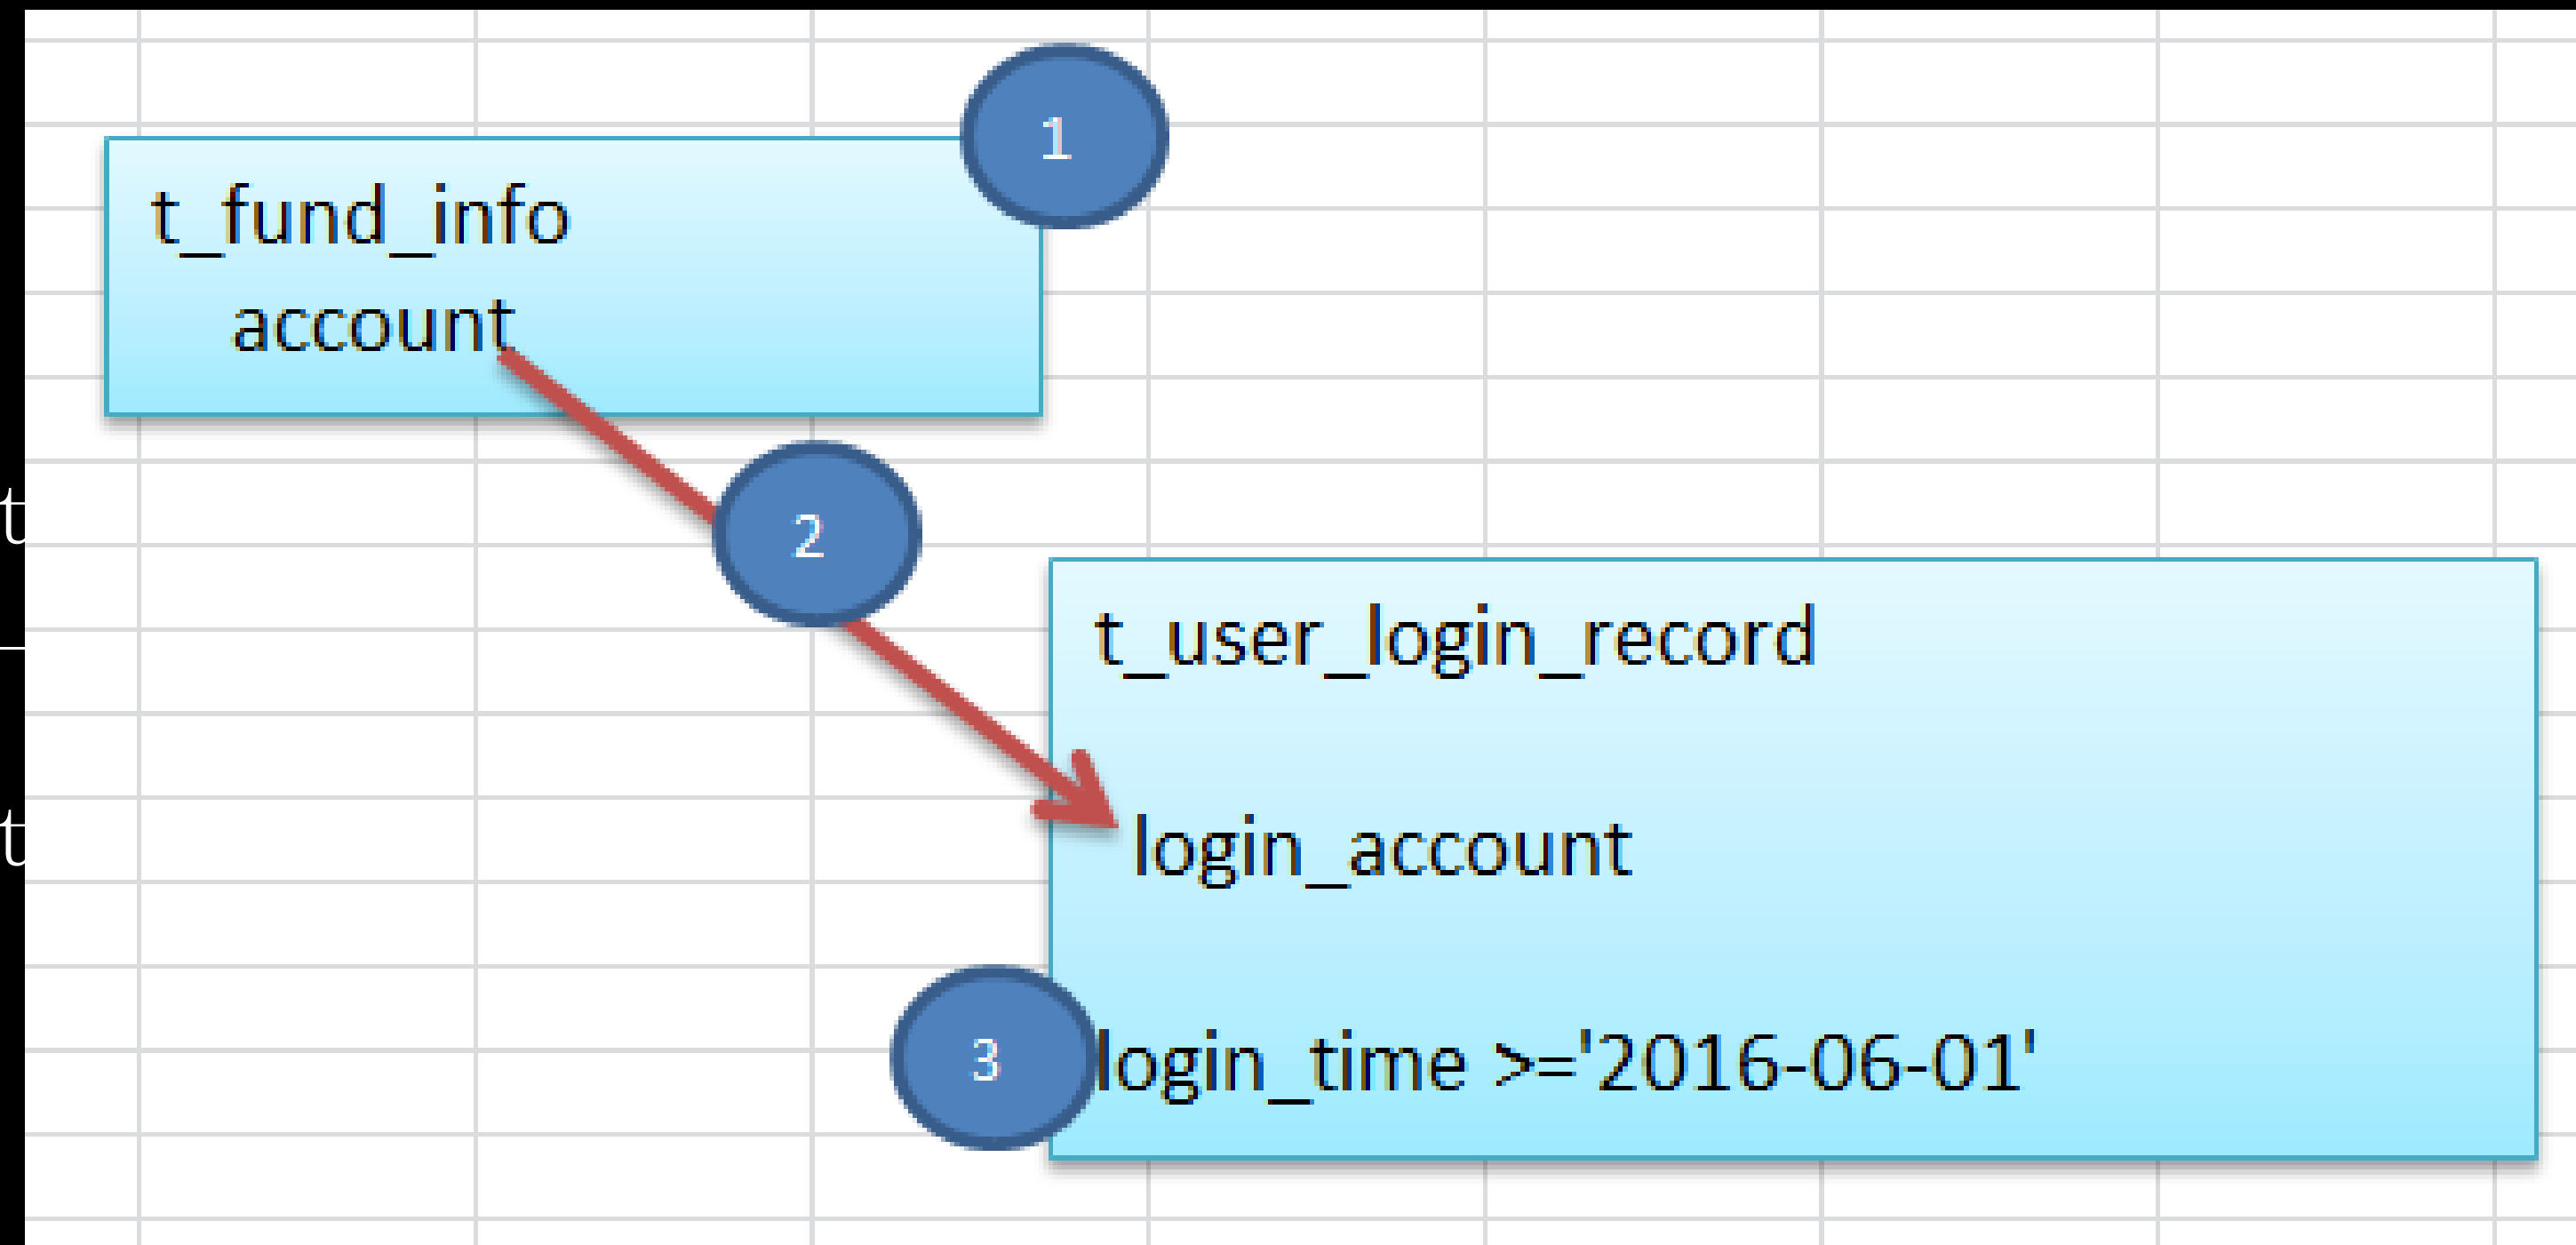 1
t_fund_info
account
2
t_user_login_record
login_account
3
login_time >='2016-06-01'
t
_
t